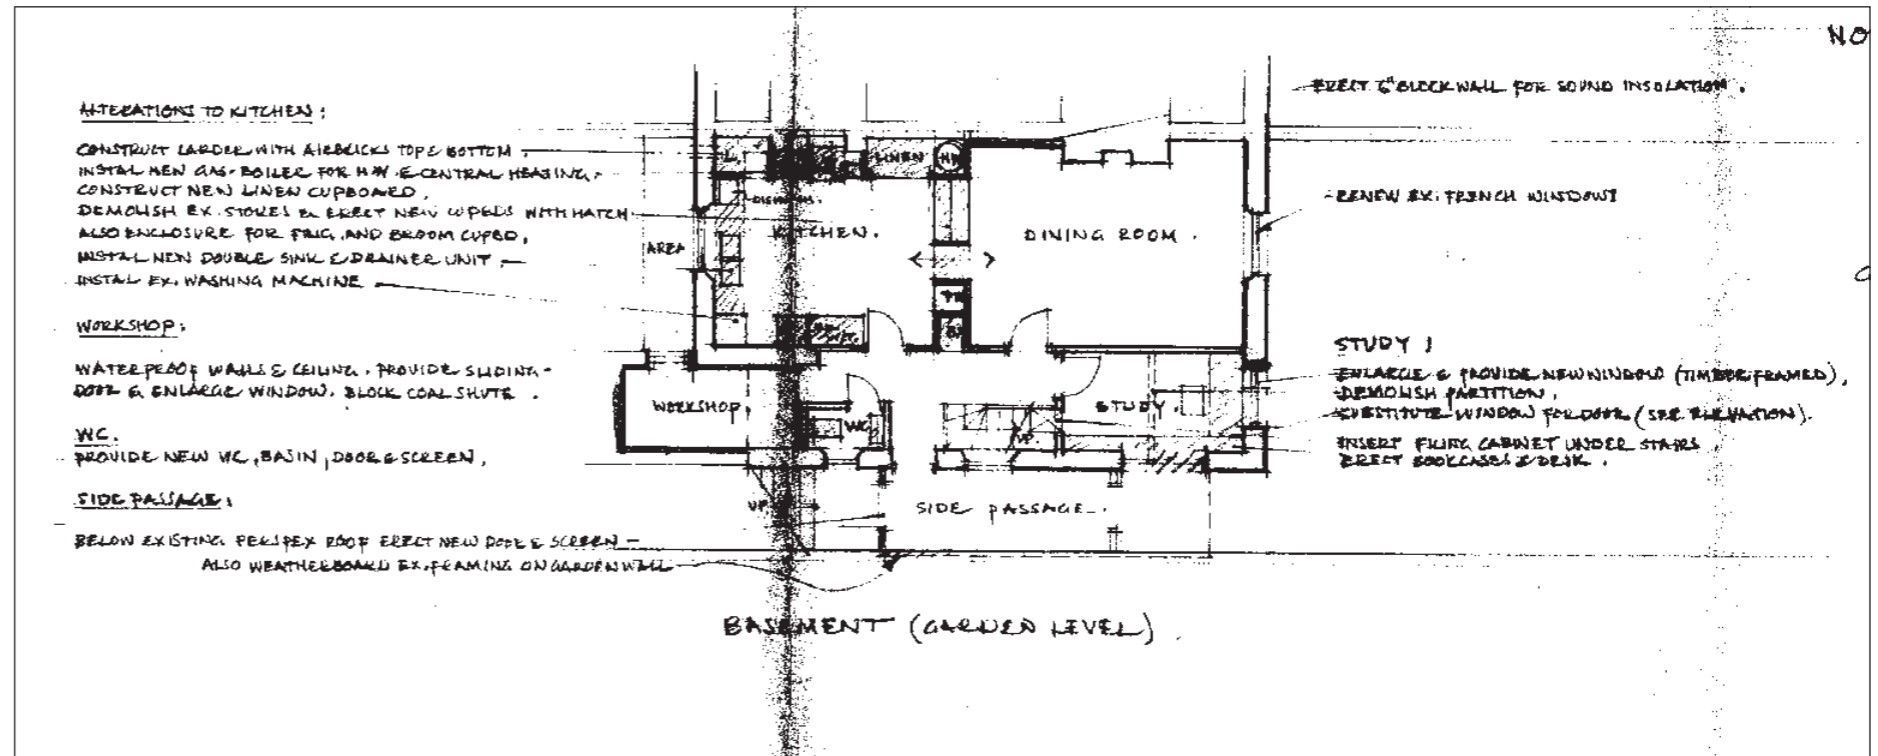 NO
ERECT 6" BLOCK WALL FOR SOUND INSOLATION.
ALTERATIONS TO KITCHEN:
CONSTRUCT LARDER WITH AIRBRICKS TOP & BOTTOM.
INSTAL NEW GAS-BOILER FOR H.W. & CENTRAL HEATING.
CONSTRUCT NEW LINEN CUPBOARD.
DEMOLISH EX. STORES & ERECT NEW CUPBDS WITH HATCH
ALSO ENCLOSURE FOR FRIG. AND BROOM CUPBD.
INSTAL NEW DOUBLE SINK & DRAINER UNIT.
INSTAL EX. WASHING MACHINE
LINEN
KITCHEN.
DINING ROOM.
AREA
RENEW EX. FRENCH WINDOWS
WORKSHOP:
WATERPROOF WALLS & CEILING. PROVIDE SLIDING-
DOOR & ENLARGE WINDOW. BLOCK COAL SHUTE.
WC.
PROVIDE NEW WC, BASIN, DOOR & SCREEN.
WORKSHOP.
WC
UP
STUDY.
STUDY:
ENLARGE & PROVIDE NEW WINDOW (TIMBER FRAMED),
DEMOLISH PARTITION.
SUBSTITUTE WINDOW FOR DOOR (SEE ELEVATION).
INSERT FILING CABINET UNDER STAIRS
ERECT BOOKCASES & DESK.
SIDE PASSAGE:
UP
SIDE PASSAGE.
BELOW EXISTING PERSPEX ROOF ERECT NEW DOOR & SCREEN -
ALSO WEATHERBOARD EX. FRAMING ON GARDEN WALL
BASEMENT (GARDEN LEVEL).